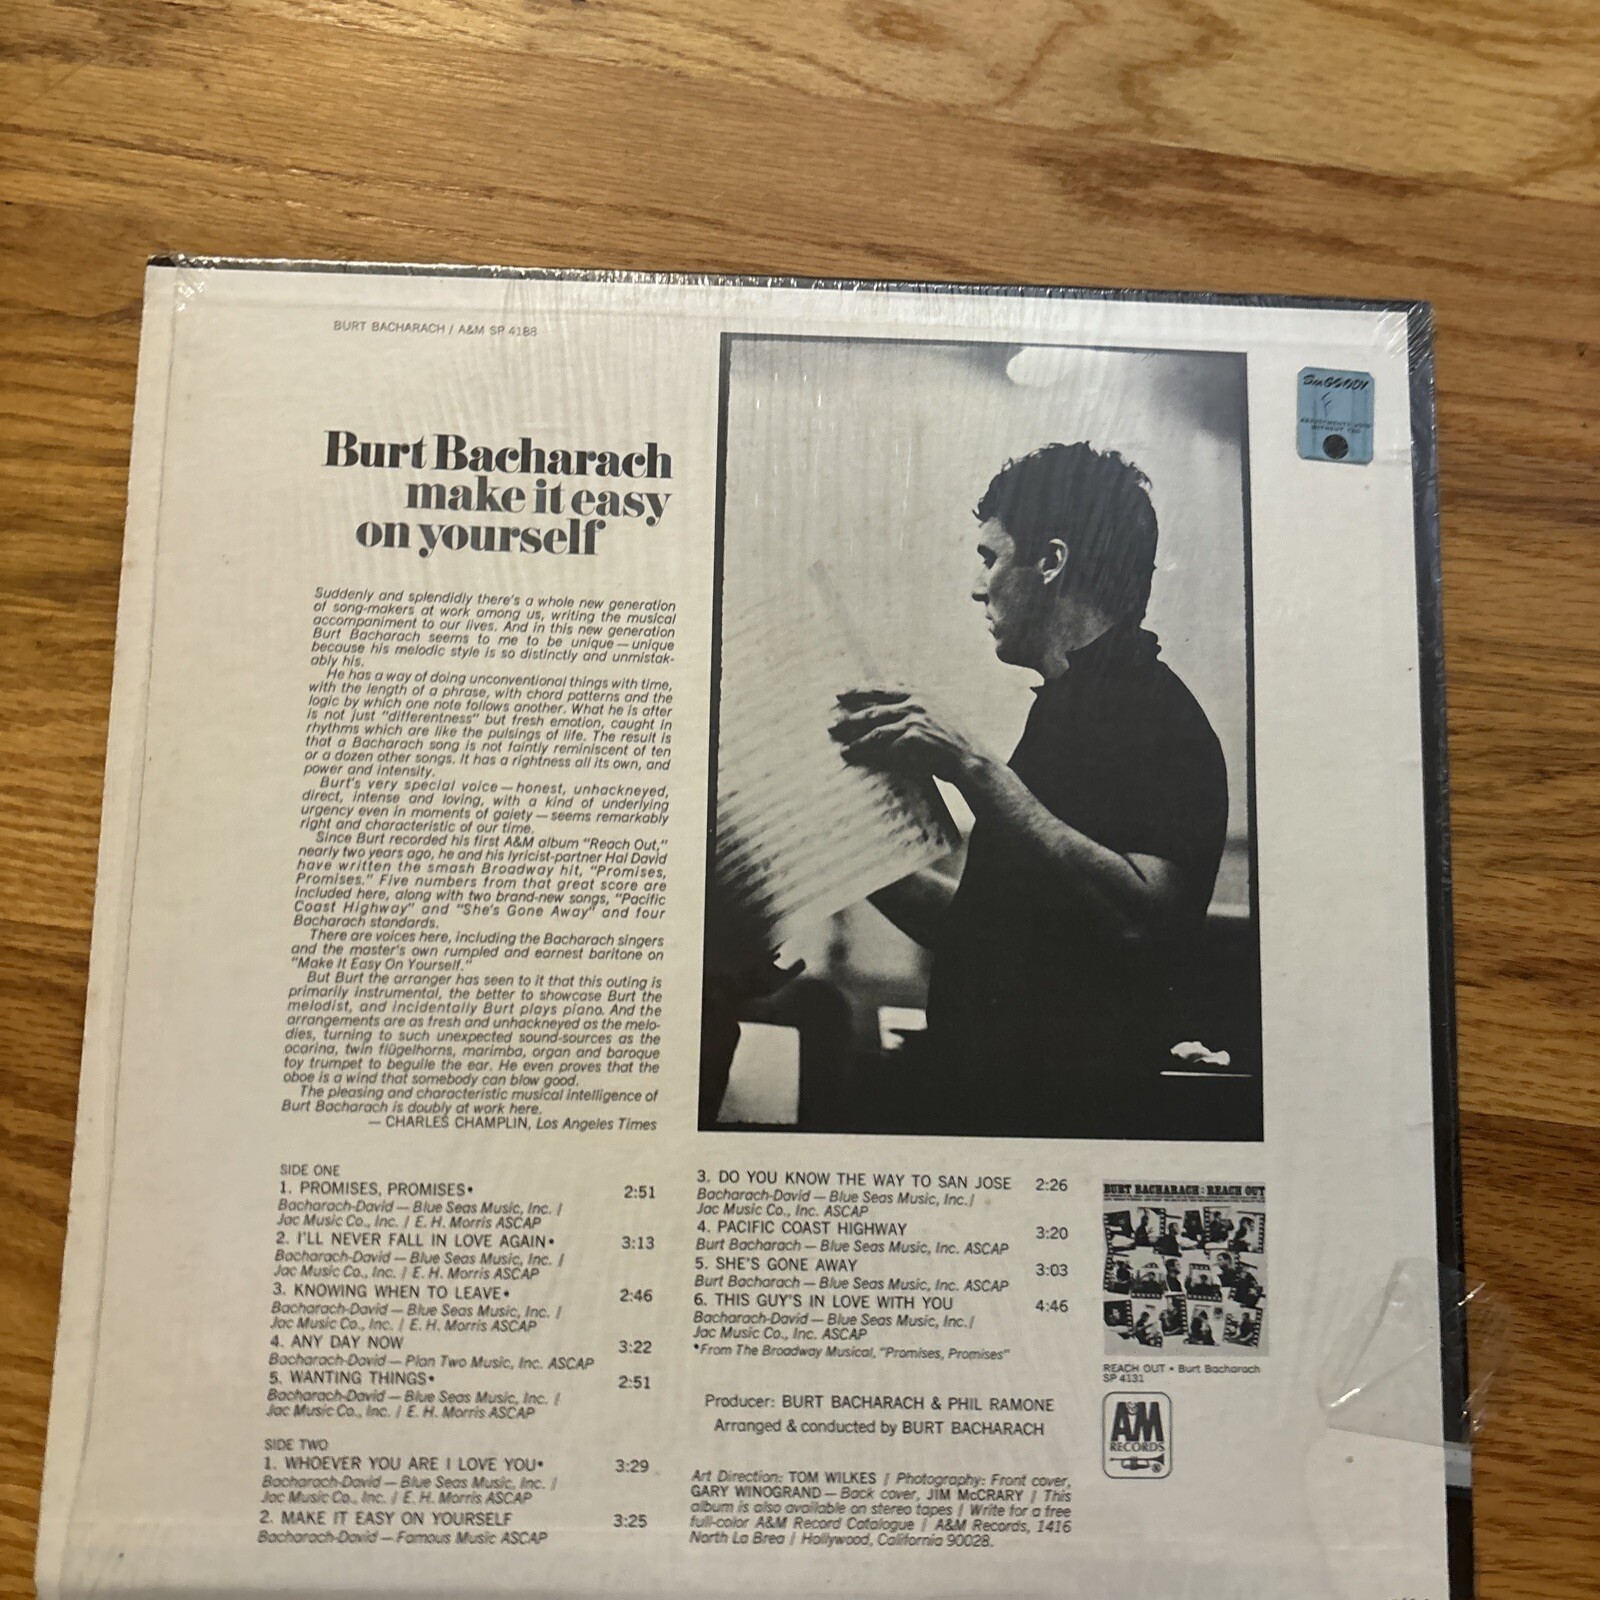 BURT BACHARACH / A&M SP 4188
Burt Bacharach
make it easy
on yourself
Suddenly and splendidly there's a whole new generation
of song-makers at work among us, writing the musical
accompaniment to our lives. And in this new generation
Burt Bacharach seems to me to be unique — unique
because his melodic style is so distinctly and unmistak-
ably his.
He has a way of doing unconventional things with time,
with the length of a phrase, with chord patterns and the
logic by which one note follows another. What he is after
is not just "differentness" but fresh emotion, caught in
rhythms which are like the pulsings of life. The result is
that a Bacharach song is not faintly reminiscent of ten
or a dozen other songs. It has a rightness all its own, and
power and intensity.
Burt's very special voice — honest, unhackneyed,
direct, intense and loving, with a kind of underlying
urgency even in moments of gaiety — seems remarkably
right and characteristic of our time.
Since Burt recorded his first A&M album "Reach Out,"
nearly two years ago, he and his lyricist-partner Hal David
have written the smash Broadway hit, "Promises,
Promises." Five numbers from that great score are
included here, along with two brand-new songs, "Pacific
Coast Highway" and "She's Gone Away" and four
Bacharach standards.
There are voices here, including the Bacharach singers
and the master's own rumpled and earnest baritone on
"Make It Easy On Yourself."
But Burt the arranger has seen to it that this outing is
primarily instrumental, the better to showcase Burt the
melodist, and incidentally Burt plays piano. And the
arrangements are as fresh and unhackneyed as the melo-
dies, turning to such unexpected sound-sources as the
ocarina, twin flügelhorns, marimba, organ and baroque
toy trumpet to beguile the ear. He even proves that the
oboe is a wind that somebody can blow good.
The pleasing and characteristic musical intelligence of
Burt Bacharach is doubly at work here.
— CHARLES CHAMPLIN, Los Angeles Times
SIDE ONE
1. PROMISES, PROMISES• 2:51
Bacharach-David — Blue Seas Music, Inc. /
Jac Music Co., Inc. / E. H. Morris ASCAP
2. I'LL NEVER FALL IN LOVE AGAIN• 3:13
Bacharach-David — Blue Seas Music, Inc. /
Jac Music Co., Inc. / E. H. Morris ASCAP
3. KNOWING WHEN TO LEAVE• 2:46
Bacharach-David — Blue Seas Music, Inc. /
Jac Music Co., Inc. / E. H. Morris ASCAP
4. ANY DAY NOW 3:22
Bacharach-David — Plan Two Music, Inc. ASCAP
5. WANTING THINGS• 2:51
Bacharach-David — Blue Seas Music, Inc. /
Jac Music Co., Inc. / E. H. Morris ASCAP
SIDE TWO
1. WHOEVER YOU ARE I LOVE YOU• 3:29
Bacharach-David — Blue Seas Music, Inc. /
Jac Music Co., Inc. / E. H. Morris ASCAP
2. MAKE IT EASY ON YOURSELF 3:25
Bacharach-David — Famous Music ASCAP
3. DO YOU KNOW THE WAY TO SAN JOSE 2:26
Bacharach-David — Blue Seas Music, Inc. /
Jac Music Co., Inc. ASCAP
4. PACIFIC COAST HIGHWAY 3:20
Burt Bacharach — Blue Seas Music, Inc. ASCAP
5. SHE'S GONE AWAY 3:03
Burt Bacharach — Blue Seas Music, Inc. ASCAP
6. THIS GUY'S IN LOVE WITH YOU 4:46
Bacharach-David — Blue Seas Music, Inc. /
Jac Music Co., Inc. ASCAP
•From The Broadway Musical, "Promises, Promises"
Producer: BURT BACHARACH & PHIL RAMONE
Arranged & conducted by BURT BACHARACH
Art Direction: TOM WILKES / Photography: Front cover,
GARY WINOGRAND — Back cover, JIM McCRARY / This
album is also available on stereo tapes / Write for a free
full-color A&M Record Catalogue / A&M Records, 1416
North La Brea / Hollywood, California 90028.
BURT BACHARACH : REACH OUT
REACH OUT • Burt Bacharach
SP 4131
A&M
RECORDS
®
Sam GOODY
F
WITHOUT